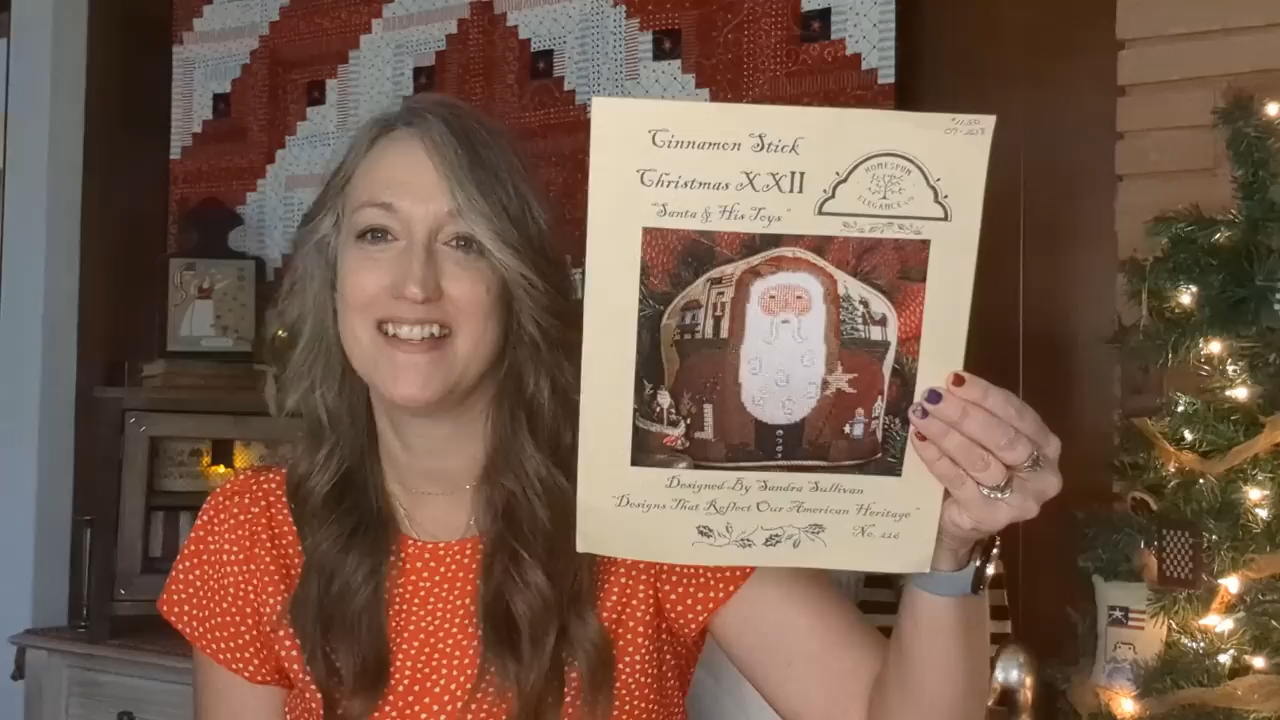 Cinnamon Stick
Christmas XXII
"Santa & His Toys"
HOMESPUN
ELEGANCE
Designed By Sandra Sullivan
"Designs That Reflect Our American Heritage"
No. 226